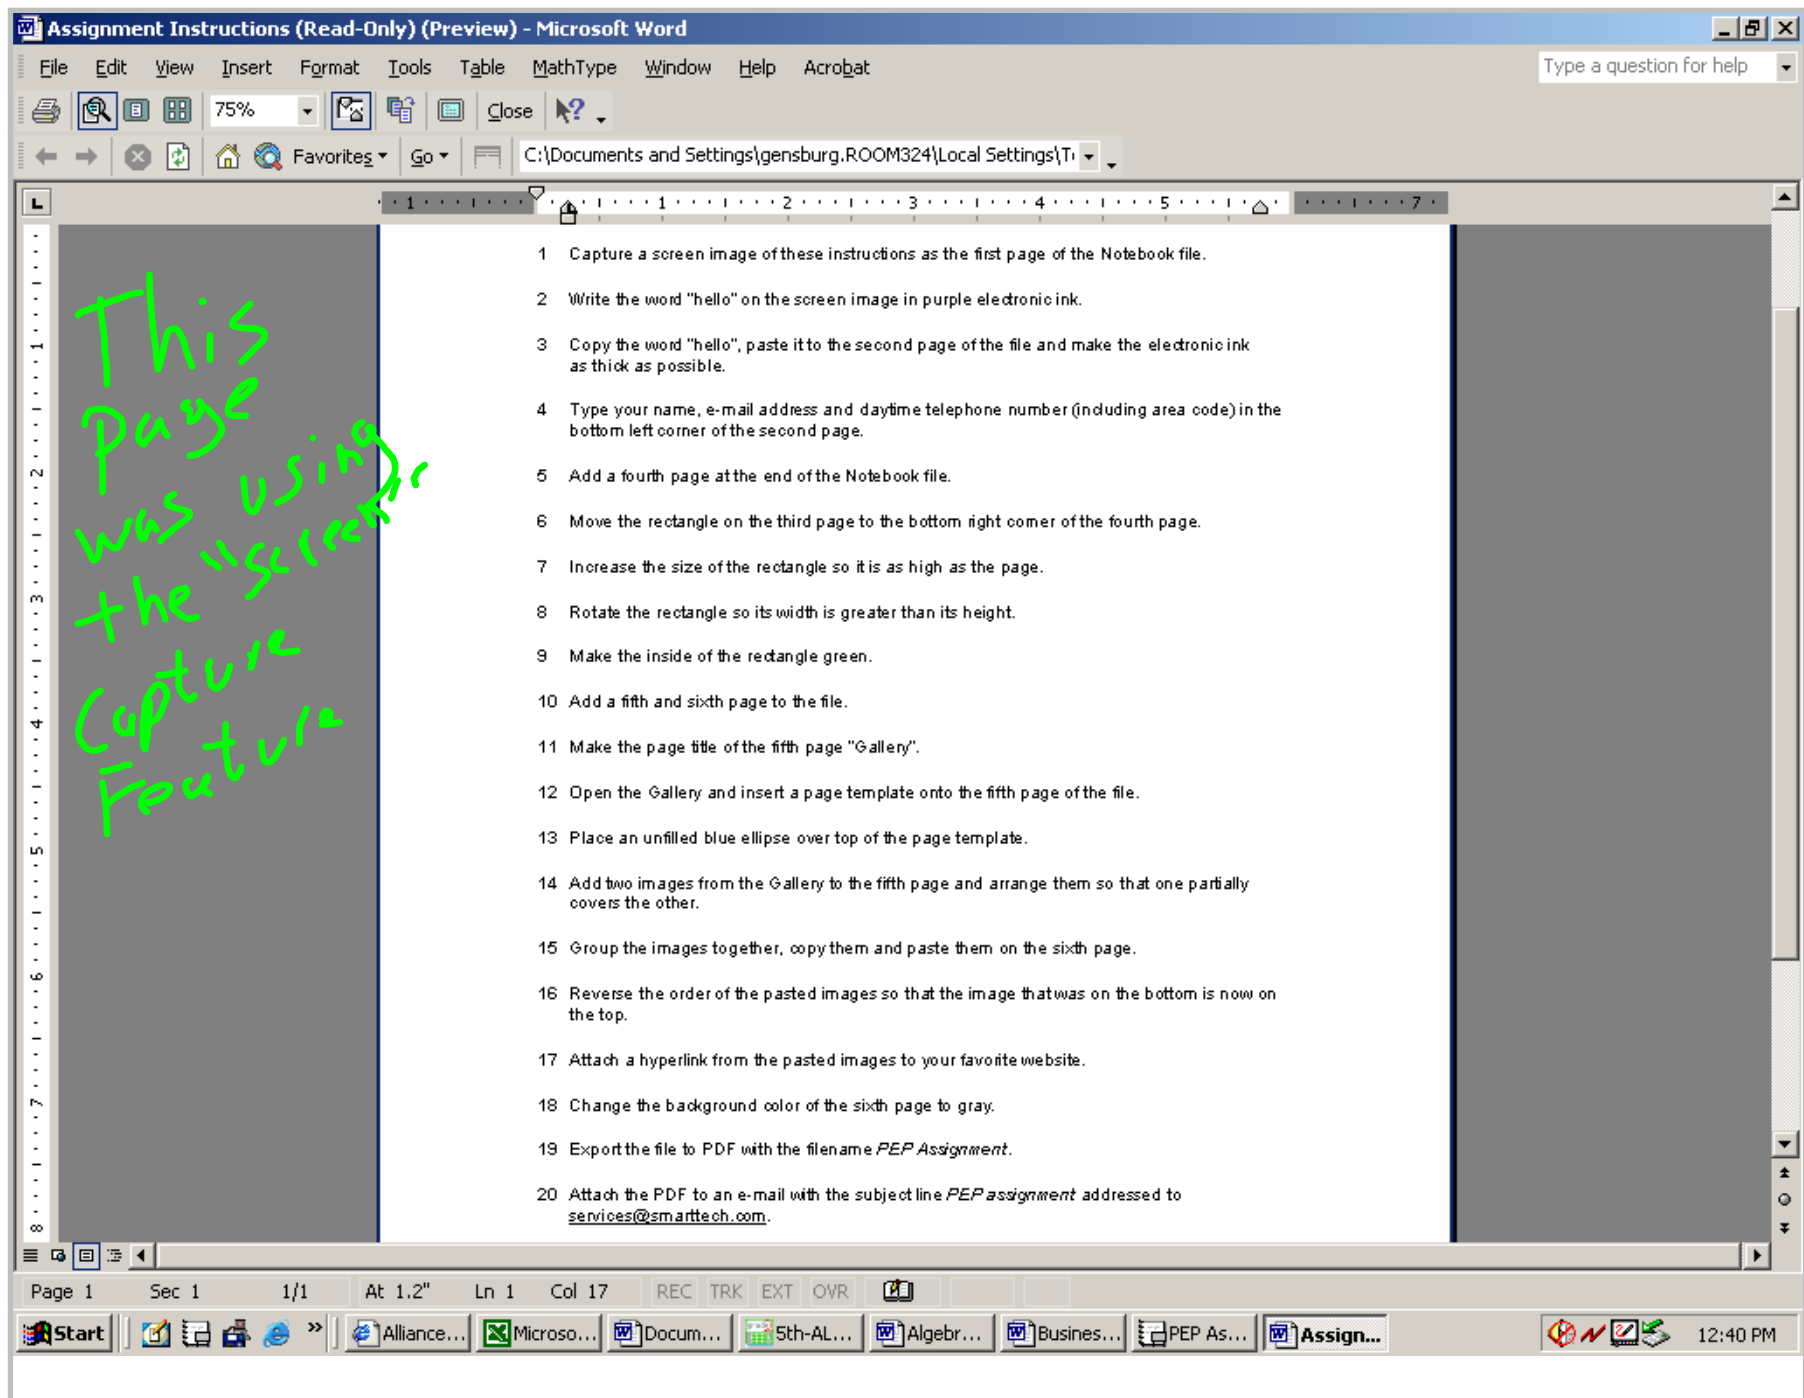 Assignment Instructions (Read-Only) (Preview) - Microsoft Word
File Edit View Insert Format Tools Table MathType Window Help Acrobat Type a question for help
75% Close
Favorites Go C:\Documents and Settings\gensburg.ROOM324\Local Settings\T
1 1 2 3 4 5 7
1 Capture a screen image of these instructions as the first page of the Notebook file.
2 Write the word "hello" on the screen image in purple electronic ink.
3 Copy the word "hello", paste it to the second page of the file and make the electronic ink
as thick as possible.
4 Type your name, e-mail address and daytime telephone number (including area code) in the
bottom left corner of the second page.
5 Add a fourth page at the end of the Notebook file.
6 Move the rectangle on the third page to the bottom right corner of the fourth page.
7 Increase the size of the rectangle so it is as high as the page.
8 Rotate the rectangle so its width is greater than its height.
9 Make the inside of the rectangle green.
10 Add a fifth and sixth page to the file.
11 Make the page title of the fifth page "Gallery".
12 Open the Gallery and insert a page template onto the fifth page of the file.
13 Place an unfilled blue ellipse over top of the page template.
14 Add two images from the Gallery to the fifth page and arrange them so that one partially
covers the other.
15 Group the images together, copy them and paste them on the sixth page.
16 Reverse the order of the pasted images so that the image that was on the bottom is now on
the top.
17 Attach a hyperlink from the pasted images to your favorite website.
18 Change the background color of the sixth page to gray.
19 Export the file to PDF with the filename PEP Assignment.
20 Attach the PDF to an e-mail with the subject line PEP assignment addressed to
services@smarttech.com.
This
page
was using
the "screen"
Capture
Feature
1
2
3
4
5
6
7
8
Page 1 Sec 1 1/1 At 1.2" Ln 1 Col 17 REC TRK EXT OVR
Start » Alliance... Microso... Docum... 5th-AL... Algebr... Busines... PEP As... Assign... 12:40 PM